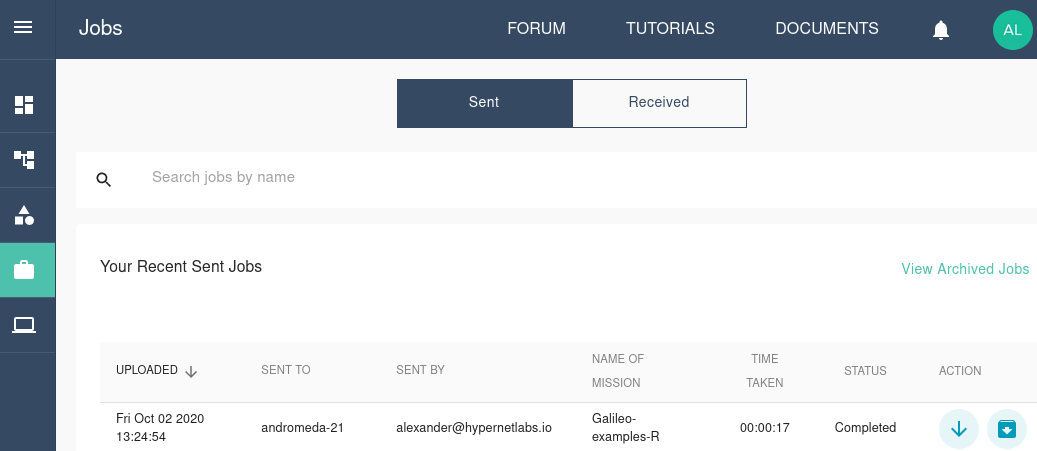 Jobs
FORUM
TUTORIALS
DOCUMENTS
AL
Sent
Received
Search jobs by name
Your Recent Sent Jobs
View Archived Jobs
UPLOADED
SENT TO
SENT BY
NAME OF
MISSION
TIME
TAKEN
STATUS
ACTION
Fri Oct 02 2020
13:24:54
andromeda-21
alexander@hypernetlabs.io
Galileo-
examples-R
00:00:17
Completed